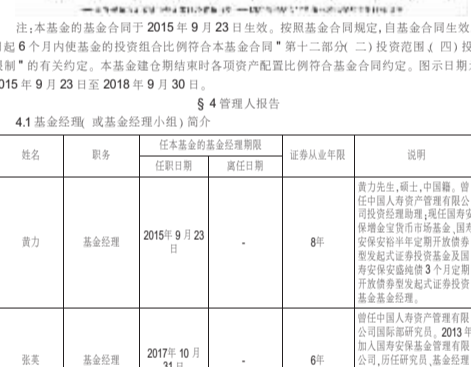 注:本基金的基金合同于 2015 年 9 月 23 日生效。按照基金合同规定,自基金合同生效
起 6 个月内使基金的投资组合比例符合本基金合同“第十二部分(二)投资范围、(四)投
限制”的有关约定。本基金建仓期结束时各项资产配置比例符合基金合同约定。图示日期
015 年 9 月 23 日至 2018 年 9 月 30 日。
§ 4 管理人报告
4.1 基金经理(或基金经理小组)简介
姓名 职务 任本基金的基金经理期限 证券从业年限 说明
任职日期 离任日期
黄力 基金经理 2015年 9 月 23 日 - 8年
黄力先生,硕士,中国籍。曾
任中国人寿资产管理有限公
司投资经理助理;现任国寿安
保增金宝货币市场基金、国寿
安保安裕半年定期开放债券
型发起式证券投资基金及国
寿安保安盛纯债 3 个月定期
开放债券型发起式证券投资
基金基金经理。
张英 基金经理 2017年 10 月 31 日 - 6年
曾任中国人寿资产管理有限
公司国际部研究员。2013 年
加入国寿安保基金管理有限
公司,历任研究员、基金经理